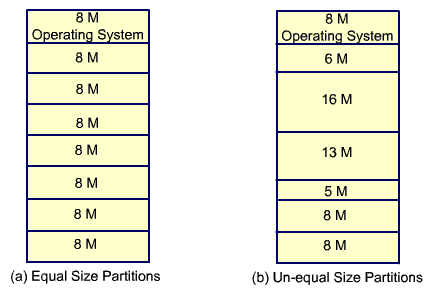 8 M
Operating System
8 M
8 M
8 M
8 M
8 M
8 M
8 M
(a) Equal Size Partitions
8 M
Operating System
6 M
16 M
13 M
5 M
8 M
8 M
(b) Un-equal Size Partitions